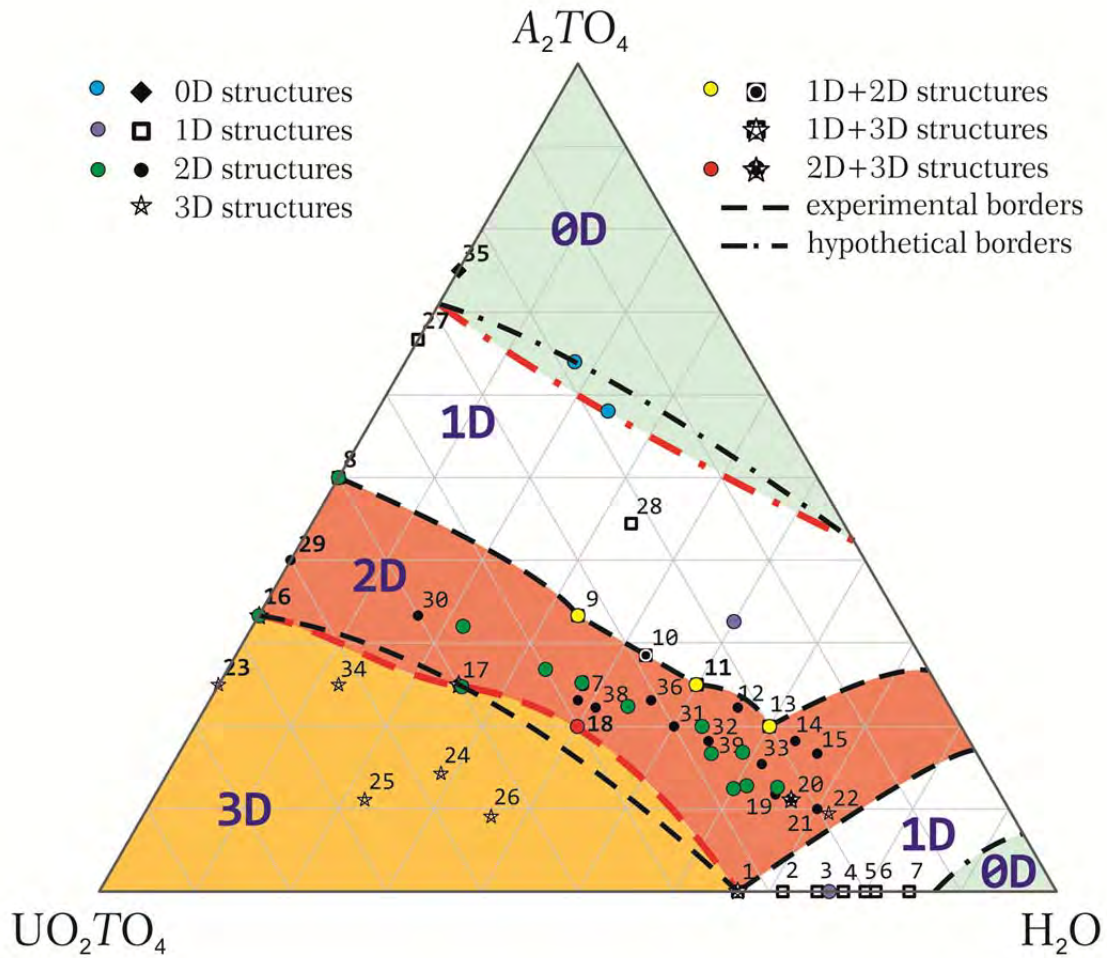 A₂TO₄
0D structures
1D structures
2D structures
3D structures
1D+2D structures
1D+3D structures
2D+3D structures
experimental borders
hypothetical borders
0D
35
27
1D
8
28
29
2D
9
16
30
10
11
23
34
17
7
38
36
12
13
18
31
32
14
39
33
15
24
25
26
19
20
22
21
3D
1D
0D
1
2
3
4
5
6
7
UO₂TO₄
H₂O